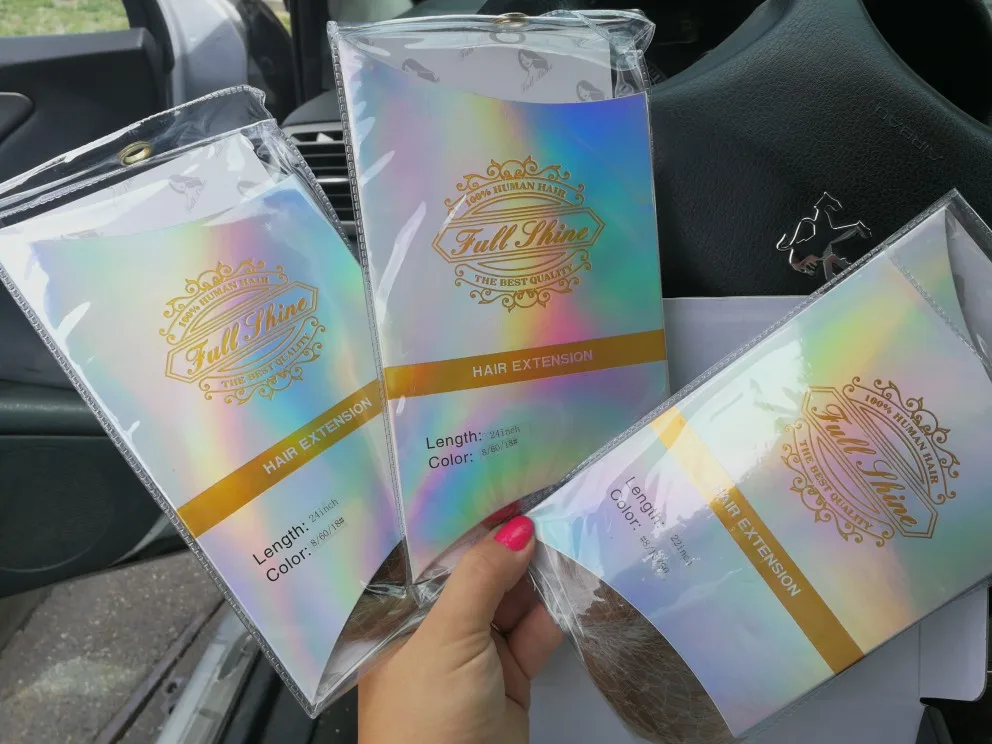 100% HUMAN HAIR
Full Shine
THE BEST QUALITY
HAIR EXTENSION
Length: 24inch
Color: 8/60/18#
100% HUMAN HAIR
Full Shine
THE BEST QUALITY
HAIR EXTENSION
Length: 24inch
Color: 8/60/18#
100% HUMAN HAIR
Full Shine
THE BEST QUALITY
HAIR EXTENSION
Length: 22inch
Color: